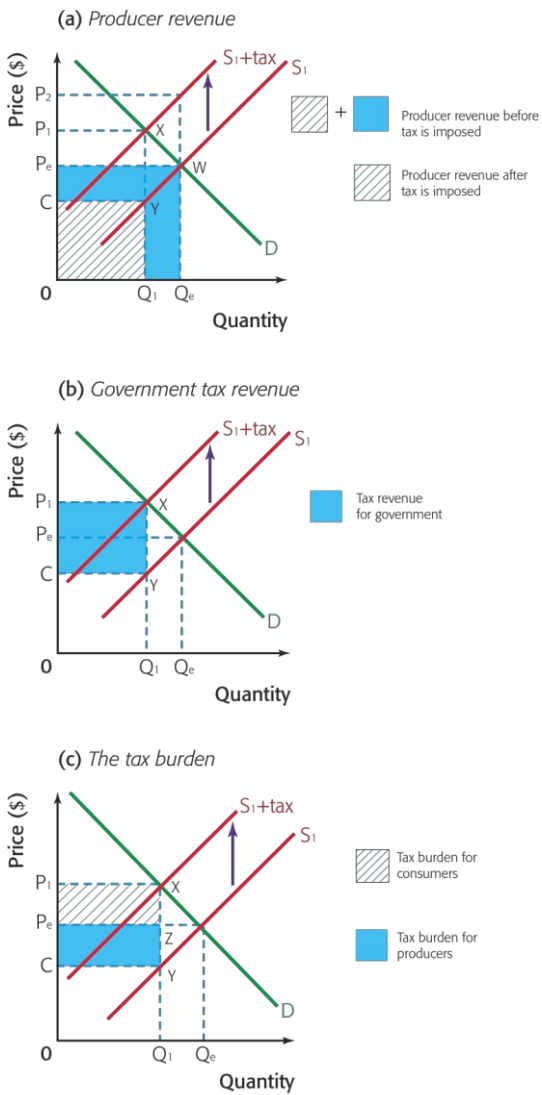 (a) Producer revenue
Price ($)
S₁+tax
S₁
P₂
P₁
X
Pₑ
W
C
Y
D
0
Q₁
Qₑ
Quantity
+
Producer revenue before
tax is imposed
Producer revenue after
tax is imposed
(b) Government tax revenue
Price ($)
S₁+tax
S₁
P₁
X
Pₑ
C
Y
D
0
Q₁
Qₑ
Quantity
Tax revenue
for government
(c) The tax burden
Price ($)
S₁+tax
S₁
P₁
X
Pₑ
Z
C
Y
D
0
Q₁
Qₑ
Quantity
Tax burden for
consumers
Tax burden for
producers